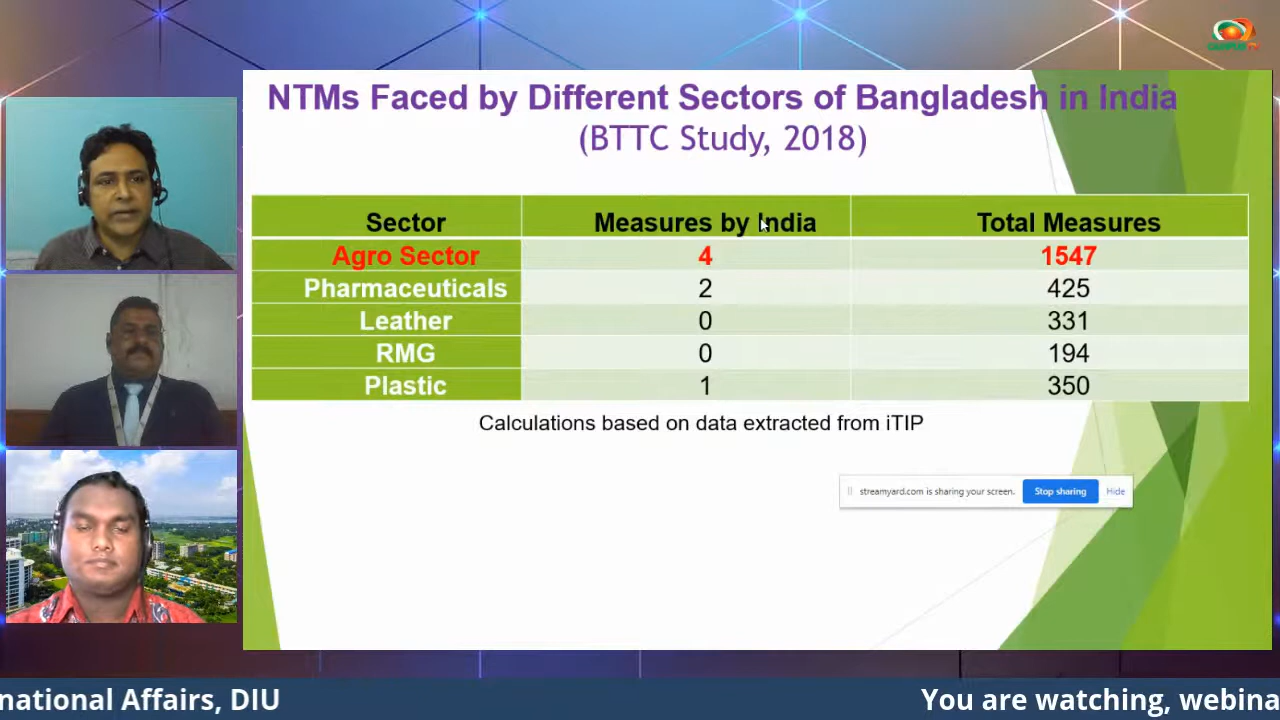 CAMPUS TV
NTMs Faced by Different Sectors of Bangladesh in India
(BTTC Study, 2018)
Sector Measures by India Total Measures
Agro Sector 4 1547
Pharmaceuticals 2 425
Leather 0 331
RMG 0 194
Plastic 1 350
Calculations based on data extracted from iTIP
streamyard.com is sharing your screen. Stop sharing Hide
national Affairs, DIU You are watching, webina